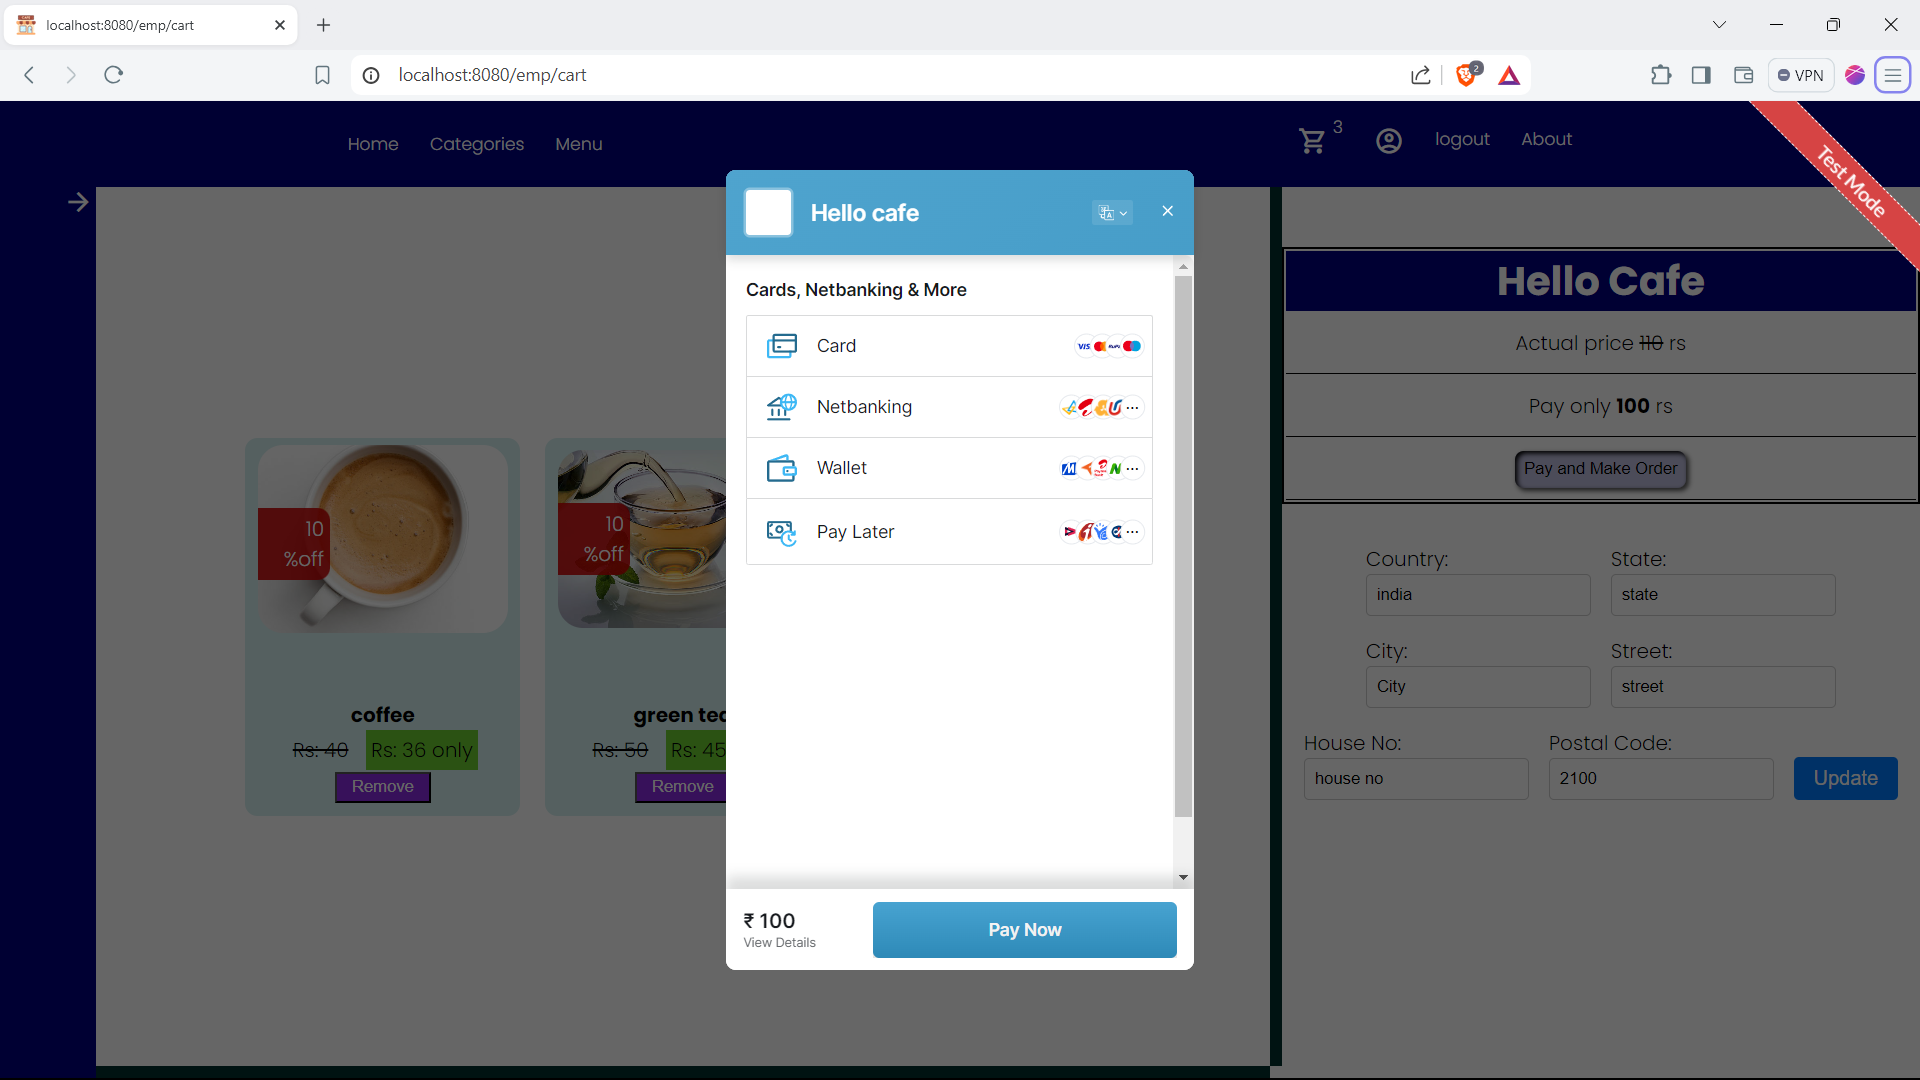 localhost:8080/emp/cart
localhost:8080/emp/cart
2
VPN
Home Categories Menu
3
logout About
Test Mode
Hello cafe
Cards, Netbanking & More
Card
VISA
Netbanking
Wallet
Pay Later
₹ 100
View Details
Pay Now
10
%off
coffee
Rs: 40 Rs: 36 only
Remove
10
%off
green tea
Rs: 50 Rs: 45
Remove
Hello Cafe
Actual price 110 rs
Pay only 100 rs
Pay and Make Order
Country: State:
india state
City: Street:
City street
House No: Postal Code:
house no 2100
Update